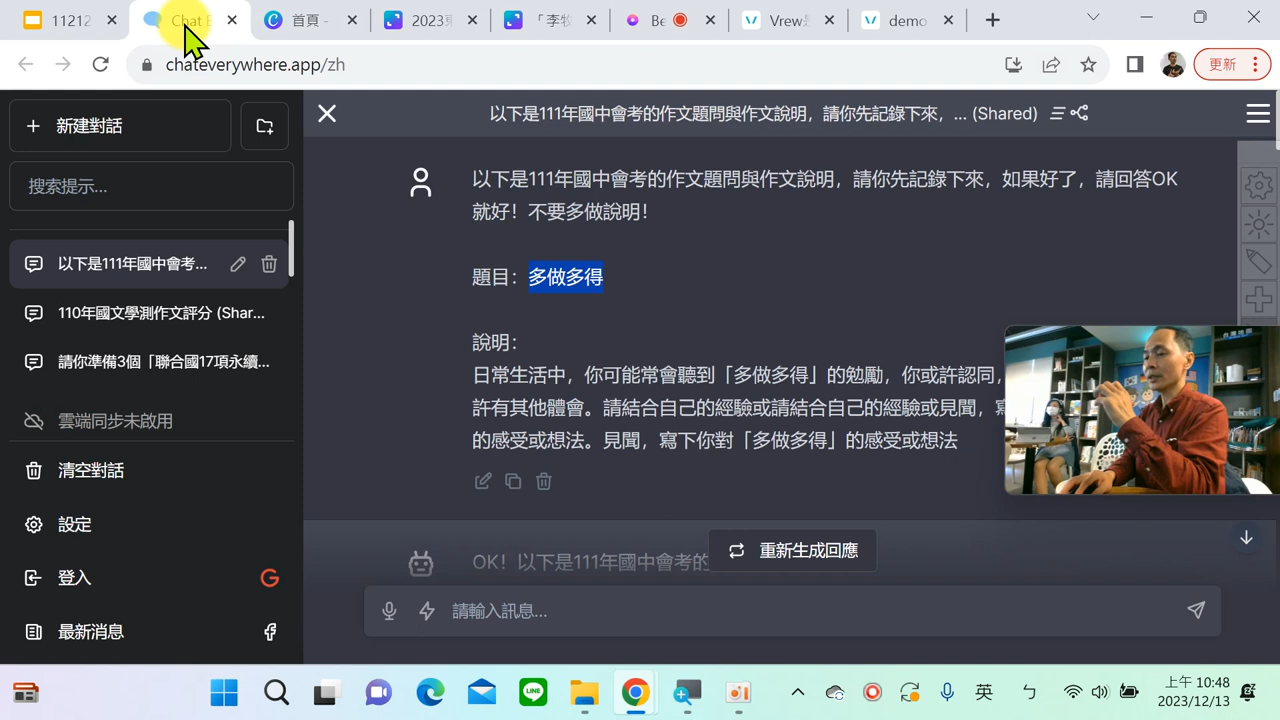 11212
Chat E
首頁 -
2023
「李牧
Be
Vrew
demo
chateverywhere.app/zh
更新
新建對話
搜索提示...
以下是111年國中會考...
110年國文學測作文評分 (Shar...
請你準備3個「聯合國17項永續...
雲端同步未啟用
清空對話
設定
登入
最新消息
以下是111年國中會考的作文題問與作文說明，請你先記錄下來，... (Shared)
以下是111年國中會考的作文題問與作文說明，請你先記錄下來，如果好了，請回答OK
就好！不要多做說明！
題目：多做多得
說明：
日常生活中，你可能常會聽到「多做多得」的勉勵，你或許認同，
許有其他體會。請結合自己的經驗或請結合自己的經驗或見聞，
的感受或想法。見聞，寫下你對「多做多得」的感受或想法
OK！以下是111年國中會考的
重新生成回應
請輸入訊息...
LINE
英
ㄅ
上午 10:48
2023/12/13